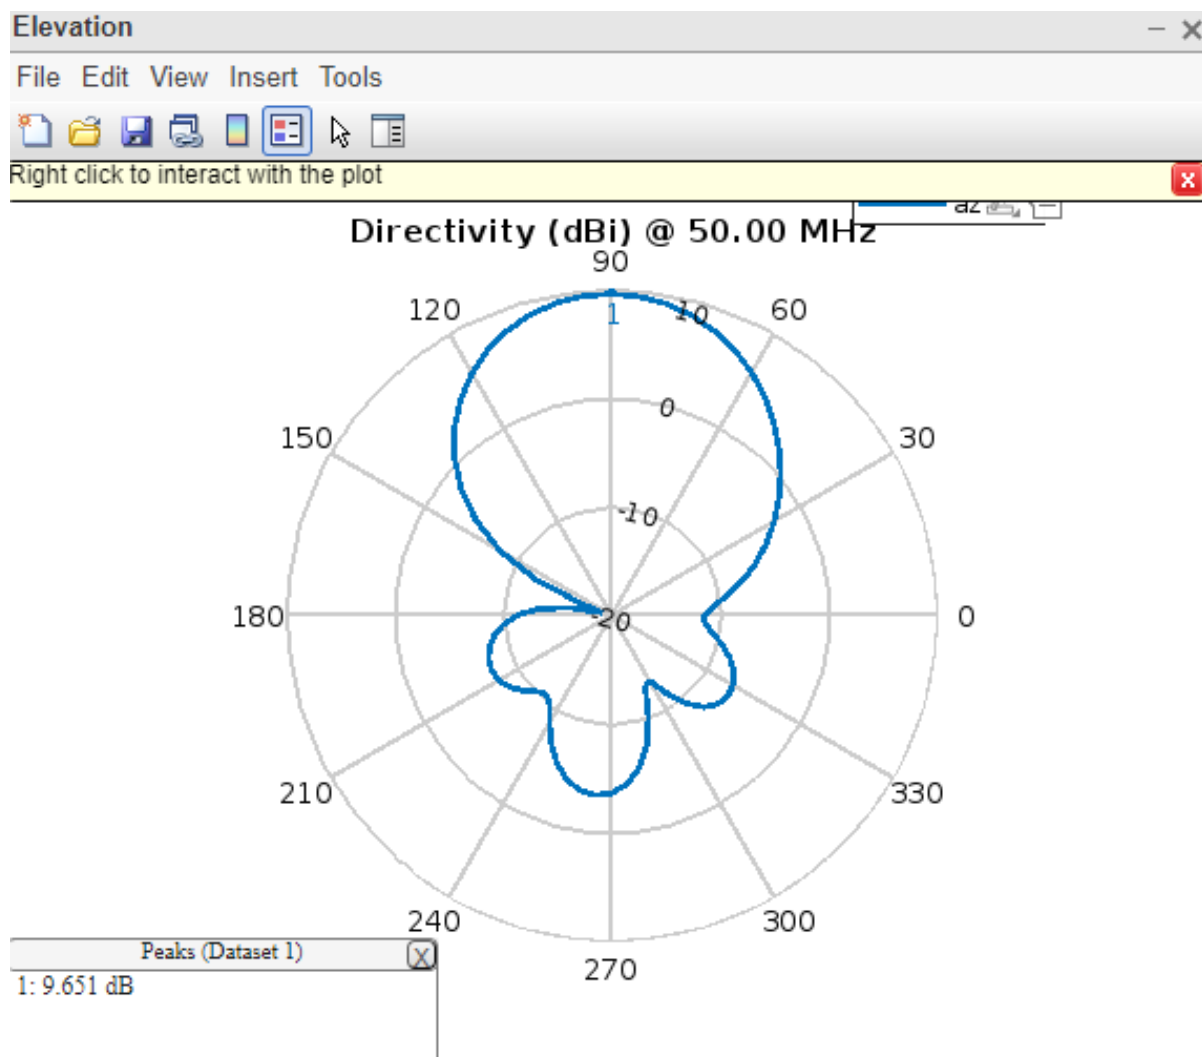 Elevation
File Edit View Insert Tools
Right click to interact with the plot
az
Directivity (dBi) @ 50.00 MHz
90
120 1 10 60
150 0 30
-10
180 -20 0
210 330
240 300
270
Peaks (Dataset 1) X
1: 9.651 dB